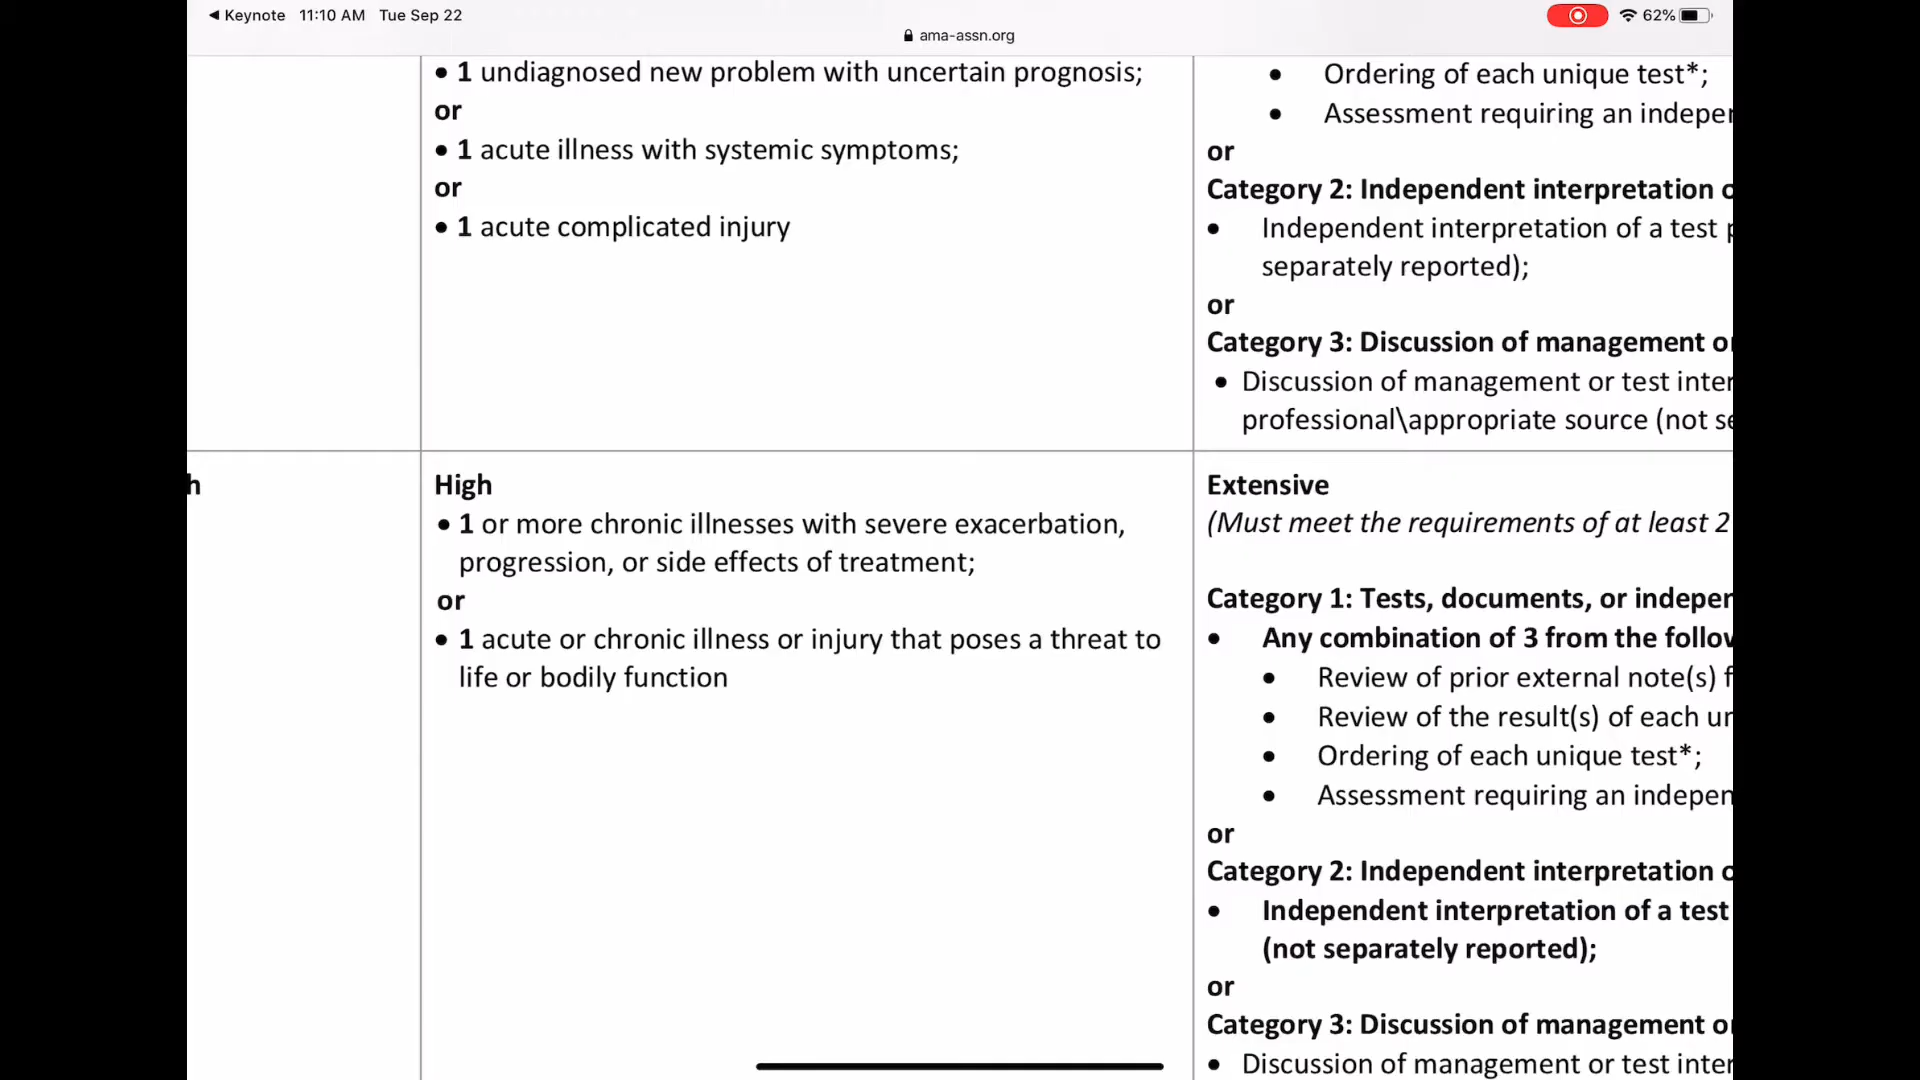 ◀ Keynote 11:10 AM Tue Sep 22
62%
ama-assn.org
• 1 undiagnosed new problem with uncertain prognosis;
or
• 1 acute illness with systemic symptoms;
or
• 1 acute complicated injury
• Ordering of each unique test*;
• Assessment requiring an
or
Category 2: Independent interpretation
• Independent interpretation of a test
separately reported);
or
Category 3: Discussion of management
• Discussion of management or test
professional\appropriate source (not
High
• 1 or more chronic illnesses with severe exacerbation,
progression, or side effects of treatment;
or
• 1 acute or chronic illness or injury that poses a threat to
life or bodily function
Extensive
(Must meet the requirements of at least 2
Category 1: Tests, documents, or
• Any combination of 3 from the
• Review of prior external note(s)
• Review of the result(s) of each
• Ordering of each unique test*;
• Assessment requiring an
or
Category 2: Independent interpretation
• Independent interpretation of a test
(not separately reported);
or
Category 3: Discussion of management
• Discussion of management or test